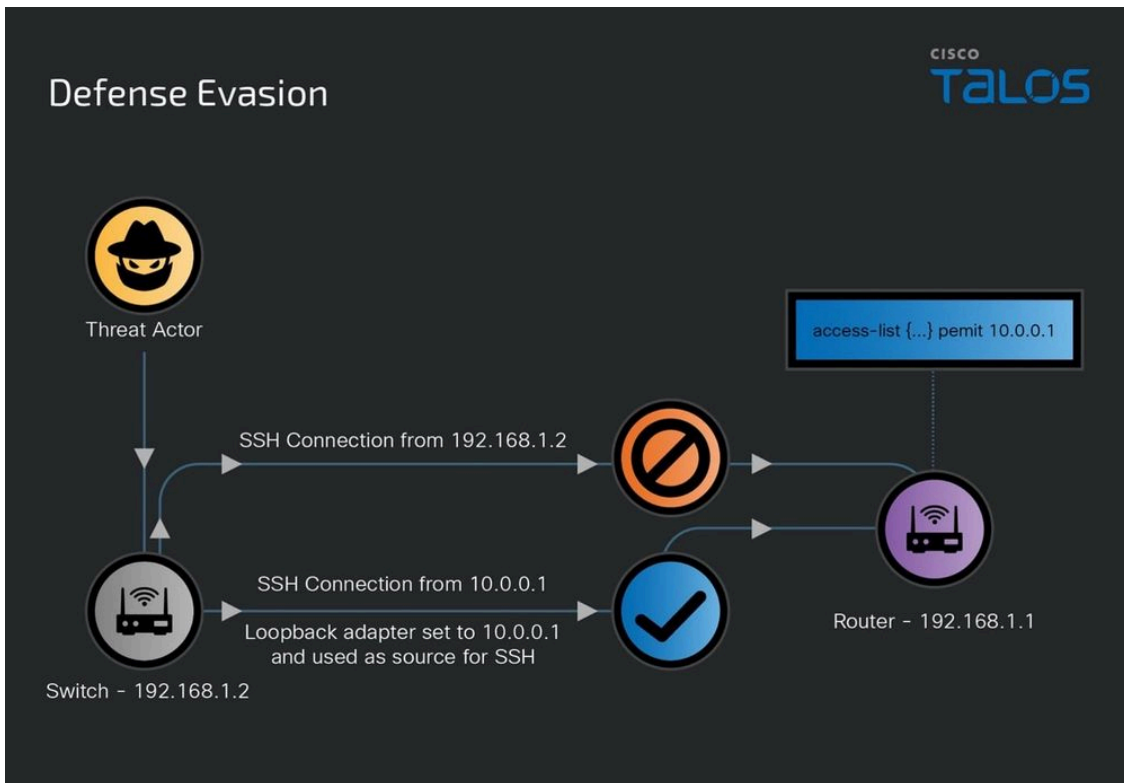 Defense Evasion
CISCO
TALOS
Threat Actor
access-list {...} pemit 10.0.0.1
SSH Connection from 192.168.1.2
SSH Connection from 10.0.0.1
Loopback adapter set to 10.0.0.1
and used as source for SSH
Router - 192.168.1.1
Switch - 192.168.1.2